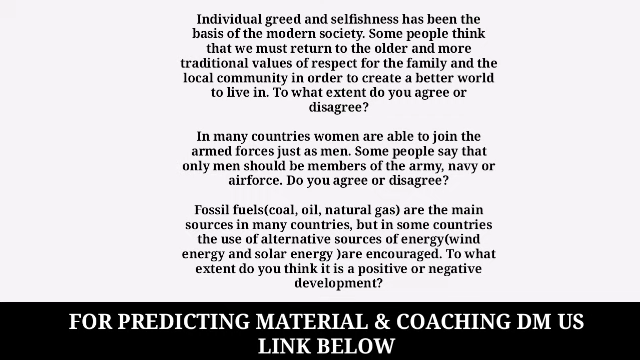 Individual greed and selfishness has been the
basis of the modern society. Some people think
that we must return to the older and more
traditional values of respect for the family and the
local community in order to create a better world
to live in. To what extent do you agree or
disagree?
In many countries women are able to join the
armed forces just as men. Some people say that
only men should be members of the army, navy or
airforce. Do you agree or disagree?
Fossil fuels(coal, oil, natural gas) are the main
sources in many countries, but in some countries
the use of alternative sources of energy(wind
energy and solar energy )are encouraged. To what
extent do you think it is a positive or negative
development?
FOR PREDICTING MATERIAL & COACHING DM US
LINK BELOW